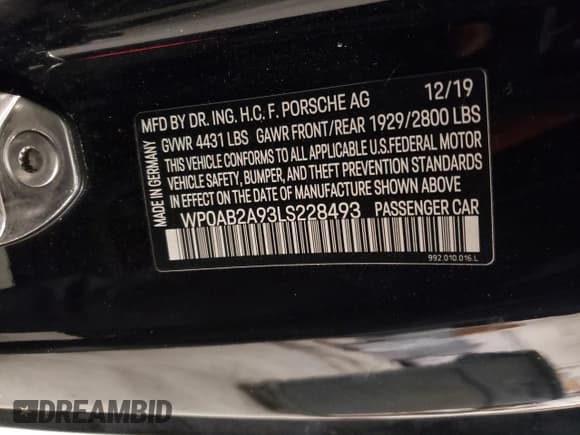 MFD BY DR. ING. H.C. F. PORSCHE AG 12/19
GVWR 4431 LBS GAWR FRONT/REAR 1929/2800 LBS
THIS VEHICLE CONFORMS TO ALL APPLICABLE U.S.FEDERAL MOTOR
VEHICLE SAFETY, BUMPER, AND THEFT PREVENTION STANDARDS
IN EFFECT ON THE DATE OF MANUFACTURE SHOWN ABOVE
WP0AB2A93LS228493 PASSENGER CAR
992.010.016.L
MADE IN GERMANY
DREAMBID